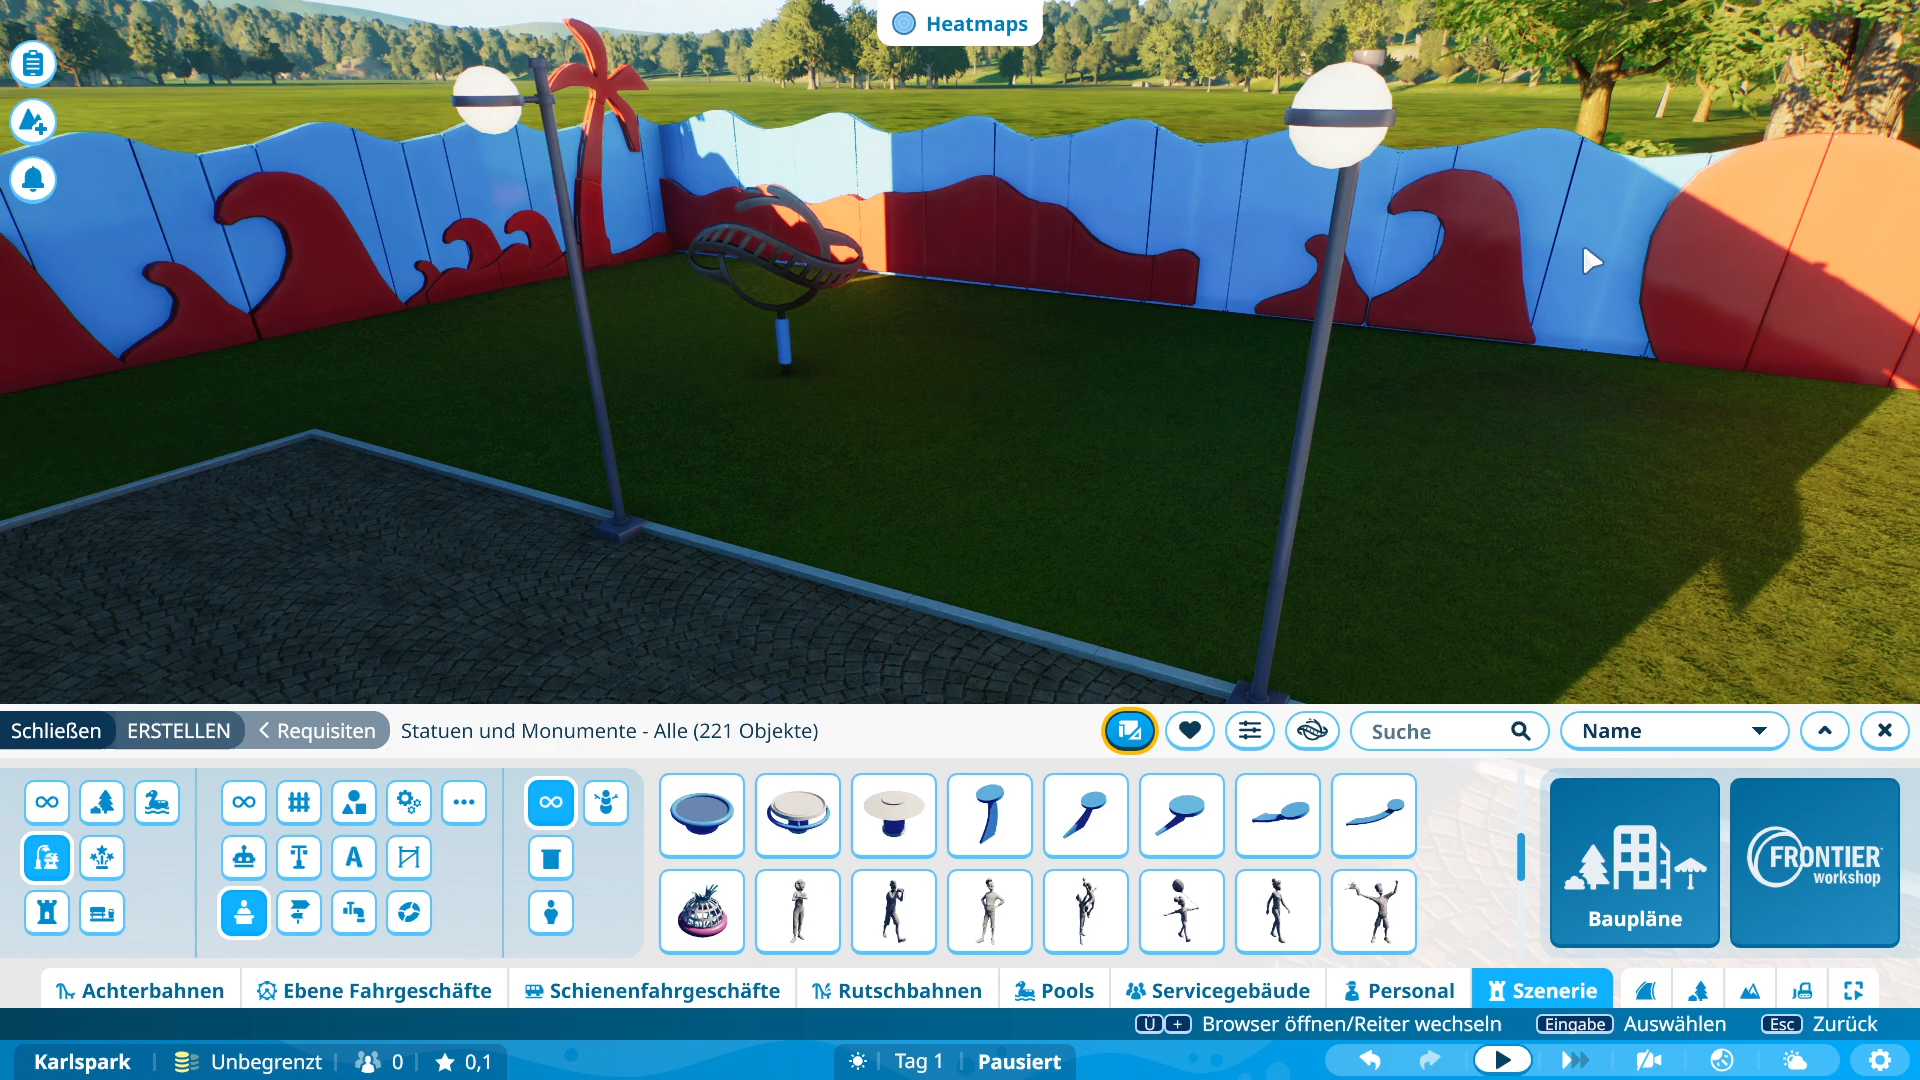 Heatmaps
Schließen
ERSTELLEN
Requisiten
Statuen und Monumente - Alle (221 Objekte)
Suche
Name
Baupläne
FRONTIER
workshop
Achterbahnen
Ebene Fahrgeschäfte
Schienenfahrgeschäfte
Rutschbahnen
Pools
Servicegebäude
Personal
Szenerie
Ü + Browser öffnen/Reiter wechseln
Eingabe Auswählen
Esc Zurück
Karlspark
Unbegrenzt
0
0,1
Tag 1
Pausiert